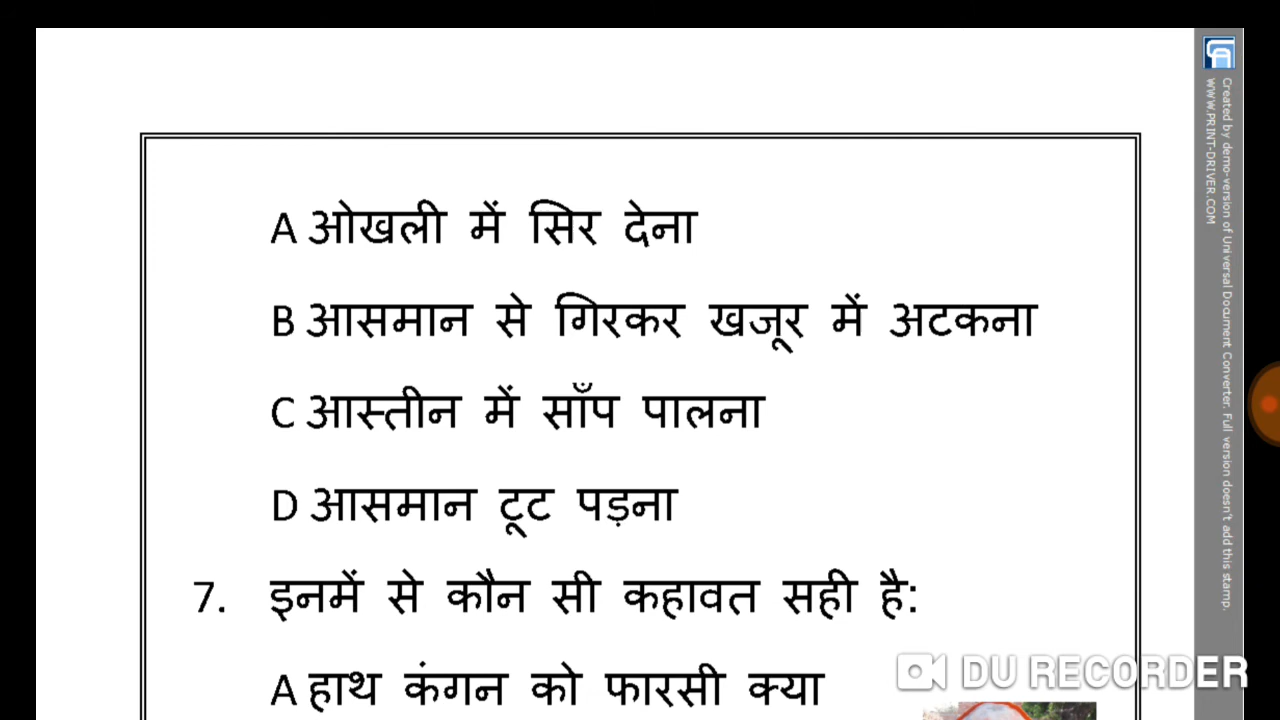 A ओखली में सिर देना
B आसमान से गिरकर खजूर में अटकना
C आस्तीन में साँप पालना
D आसमान टूट पड़ना
7. इनमें से कौन सी कहावत सही है:
A हाथ कंगन को फारसी क्या
Created by demo-version of Universal Document Converter. Full version doesn't add this stamp.
WWW.PRINT-DRIVER.COM
DU RECORDER